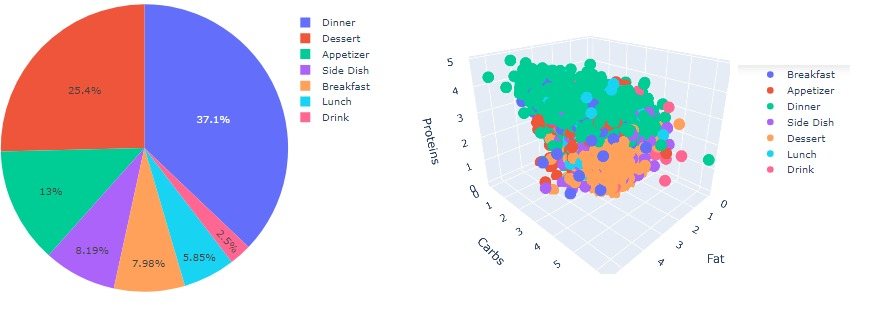 37.1%
25.4%
13%
8.19%
7.98%
5.85%
2.5%
Dinner
Dessert
Appetizer
Side Dish
Breakfast
Lunch
Drink
5
4
3
2
1
0
Proteins
0
1
2
3
4
5
Carbs
0
1
2
3
4
Fat
Breakfast
Appetizer
Dinner
Side Dish
Dessert
Lunch
Drink